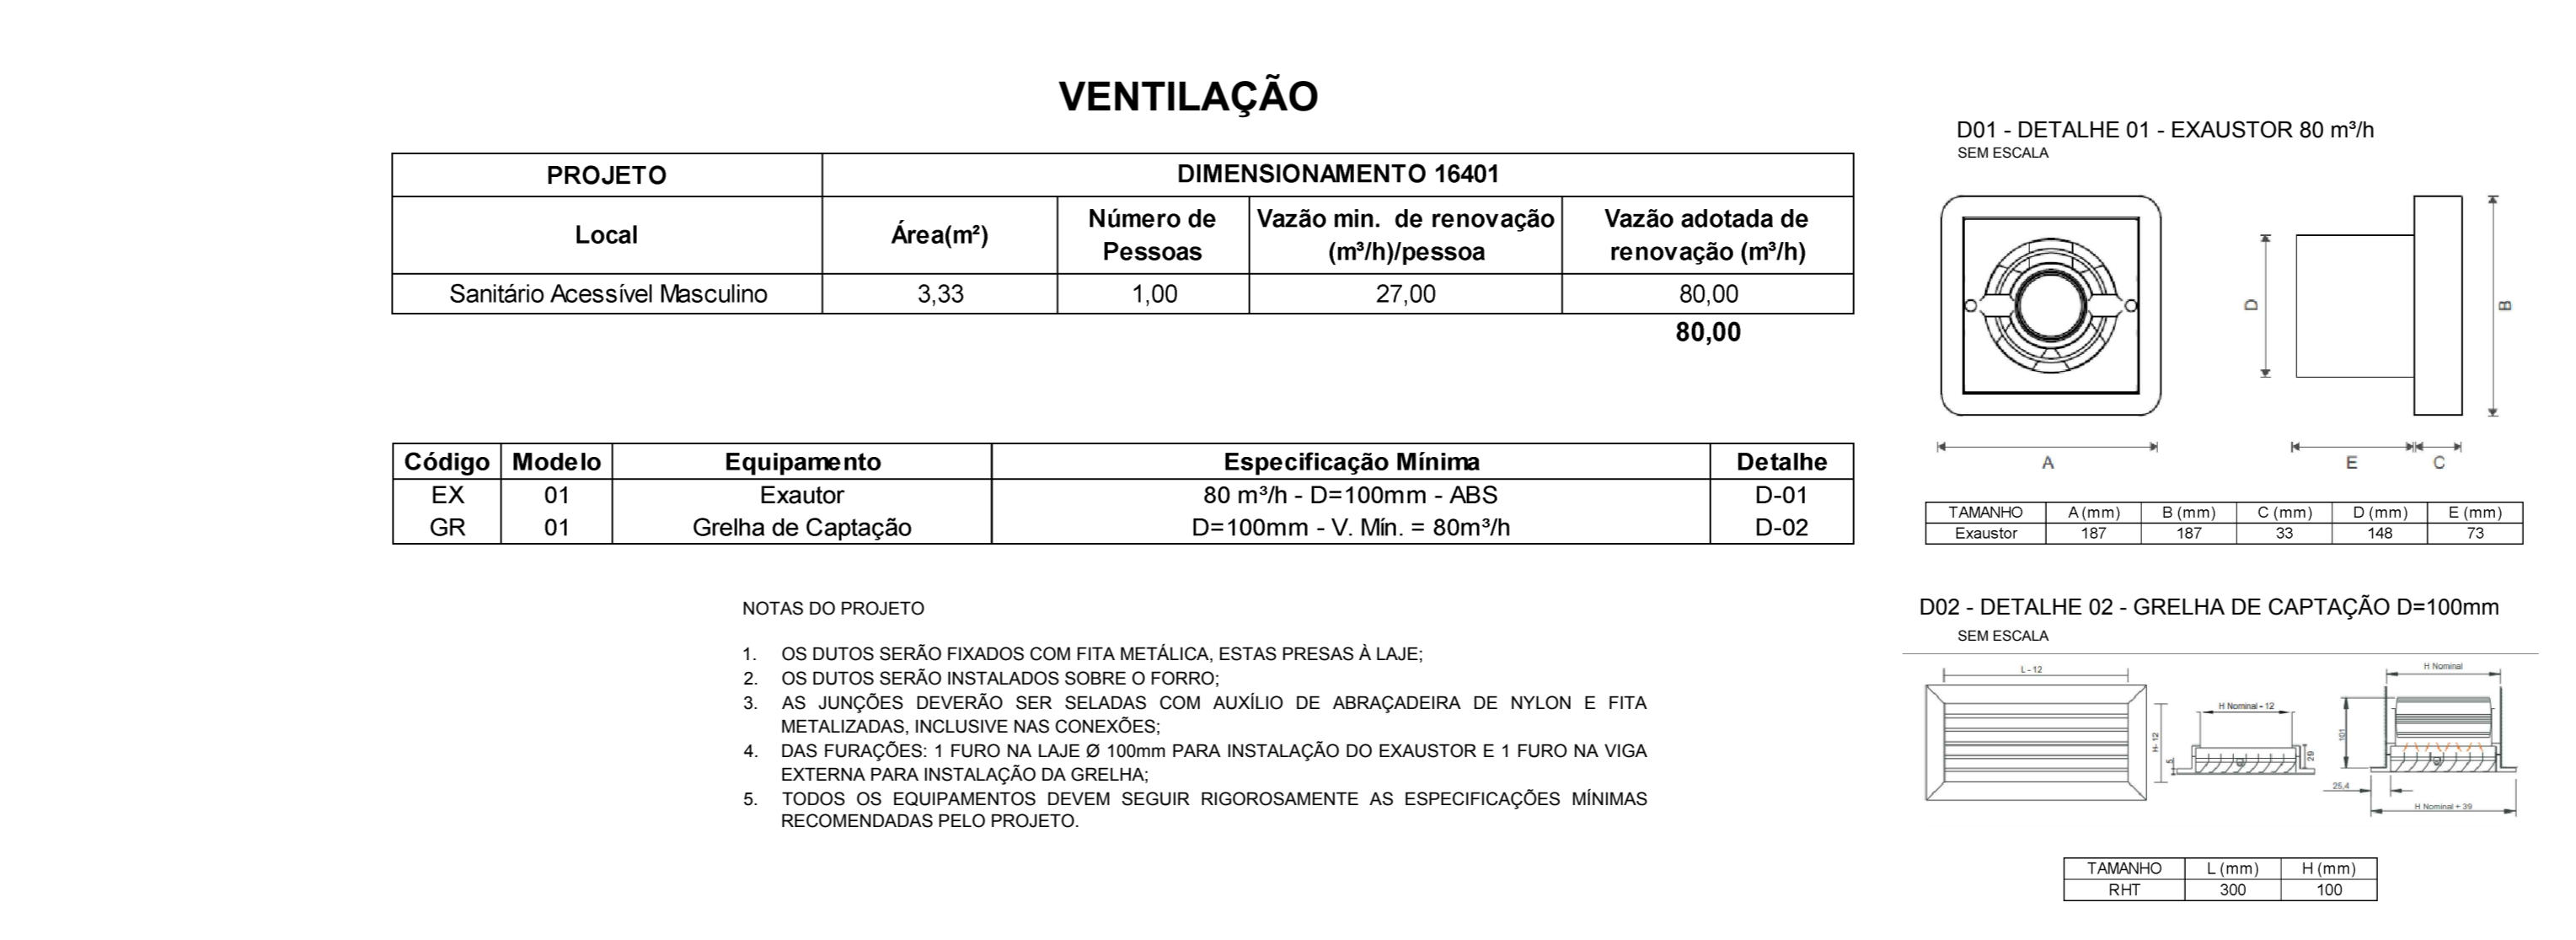 VENTILAÇÃO
PROJETO DIMENSIONAMENTO 16401
Local Área(m²) Número de Pessoas Vazão min. de renovação (m³/h)/pessoa Vazão adotada de renovação (m³/h)
Sanitário Acessível Masculino 3,33 1,00 27,00 80,00
80,00
Código Modelo Equipamento Especificação Mínima Detalhe
EX 01 Exautor 80 m³/h - D=100mm - ABS D-01
GR 01 Grelha de Captação D=100mm - V. Mín. = 80m³/h D-02
NOTAS DO PROJETO
1. OS DUTOS SERÃO FIXADOS COM FITA METÁLICA, ESTAS PRESAS À LAJE;
2. OS DUTOS SERÃO INSTALADOS SOBRE O FORRO;
3. AS JUNÇÕES DEVERÃO SER SELADAS COM AUXÍLIO DE ABRAÇADEIRA DE NYLON E FITA
METALIZADAS, INCLUSIVE NAS CONEXÕES;
4. DAS FURAÇÕES: 1 FURO NA LAJE Ø 100mm PARA INSTALAÇÃO DO EXAUSTOR E 1 FURO NA VIGA
EXTERNA PARA INSTALAÇÃO DA GRELHA;
5. TODOS OS EQUIPAMENTOS DEVEM SEGUIR RIGOROSAMENTE AS ESPECIFICAÇÕES MÍNIMAS
RECOMENDADAS PELO PROJETO.
D01 - DETALHE 01 - EXAUSTOR 80 m³/h
SEM ESCALA
D
B
A
E
C
TAMANHO A (mm) B (mm) C (mm) D (mm) E (mm)
Exaustor 187 187 33 148 73
D02 - DETALHE 02 - GRELHA DE CAPTAÇÃO D=100mm
SEM ESCALA
L - 12
H - 12
H Nominal - 12
5
29
H Nominal
101
25,4
H Nominal + 39
TAMANHO L (mm) H (mm)
RHT 300 100